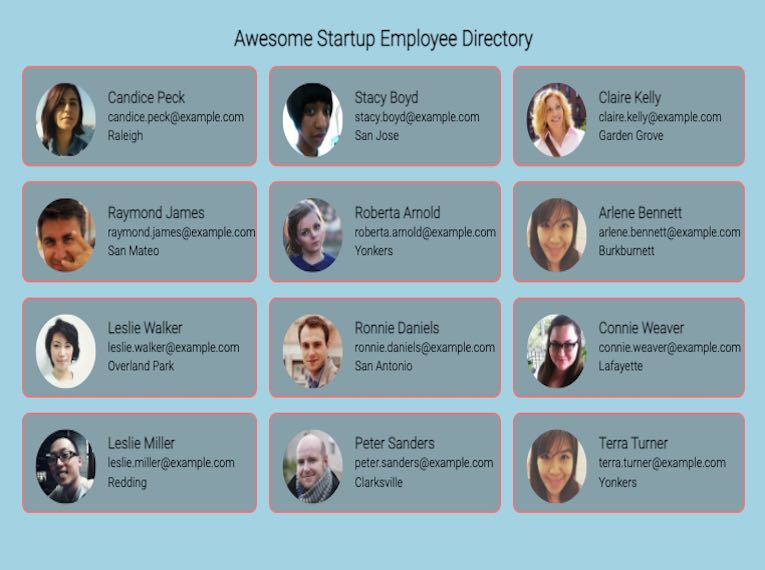 Awesome Startup Employee Directory
Candice Peck
candice.peck@example.com
Raleigh
Stacy Boyd
stacy.boyd@example.com
San Jose
Claire Kelly
claire.kelly@example.com
Garden Grove
Raymond James
raymond.james@example.com
San Mateo
Roberta Arnold
roberta.arnold@example.com
Yonkers
Arlene Bennett
arlene.bennett@example.com
Burkburnett
Leslie Walker
leslie.walker@example.com
Overland Park
Ronnie Daniels
ronnie.daniels@example.com
San Antonio
Connie Weaver
connie.weaver@example.com
Lafayette
Leslie Miller
leslie.miller@example.com
Redding
Peter Sanders
peter.sanders@example.com
Clarksville
Terra Turner
terra.turner@example.com
Yonkers